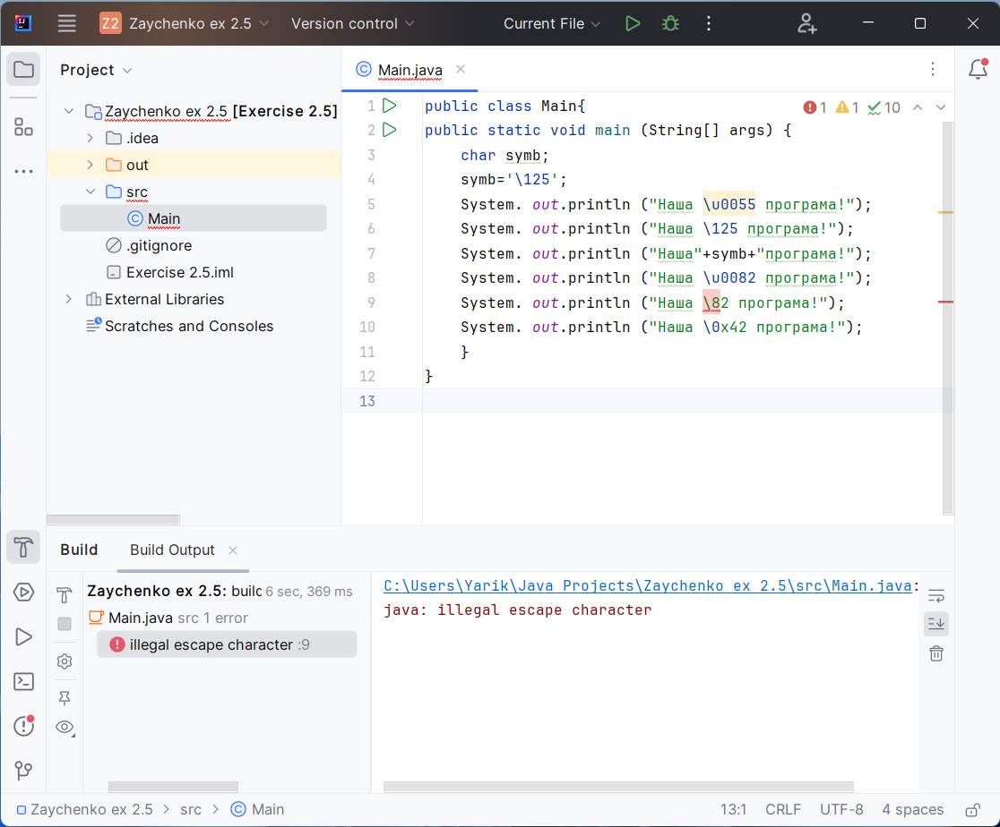 Z2 Zaychenko ex 2.5 Version control Current File
Project
Zaychenko ex 2.5 [Exercise 2.5]
.idea
out
src
Main
.gitignore
Exercise 2.5.iml
External Libraries
Scratches and Consoles
Main.java
1 1 10
1 public class Main{
2 public static void main (String[] args) {
3 char symb;
4 symb='\125';
5 System. out.println ("Наша \u0055 програма!");
6 System. out.println ("Наша \125 програма!");
7 System. out.println ("Наша"+symb+"програма!");
8 System. out.println ("Наша \u0082 програма!");
9 System. out.println ("Наша \82 програма!");
10 System. out.println ("Наша \0x42 програма!");
11 }
12 }
13
Build Build Output
Zaychenko ex 2.5: build 6 sec, 369 ms
Main.java src 1 error
illegal escape character :9
C:\Users\Yarik\Java Projects\Zaychenko ex 2.5\src\Main.java:
java: illegal escape character
Zaychenko ex 2.5 > src > Main 13:1 CRLF UTF-8 4 spaces